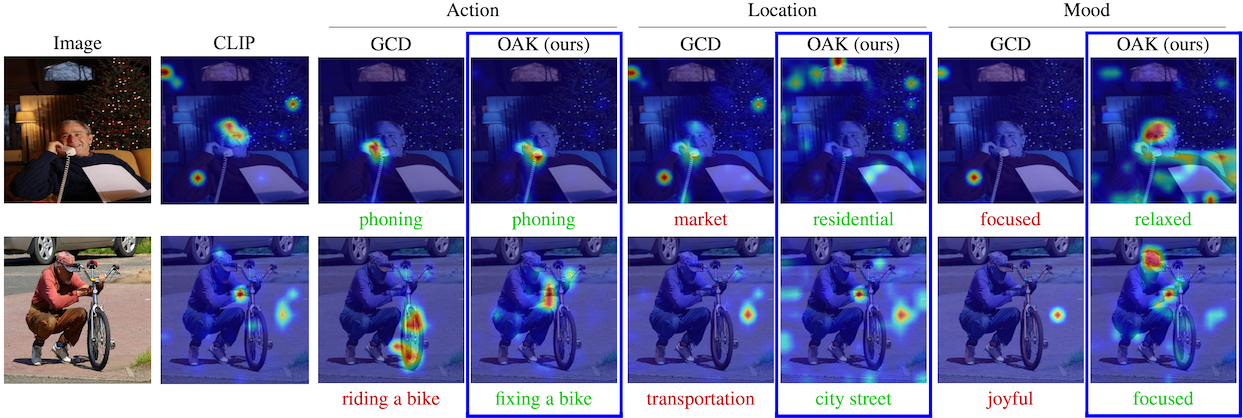 Action Location Mood
Image CLIP GCD OAK (ours) GCD OAK (ours) GCD OAK (ours)
phoning phoning market residential focused relaxed
riding a bike fixing a bike transportation city street joyful focused